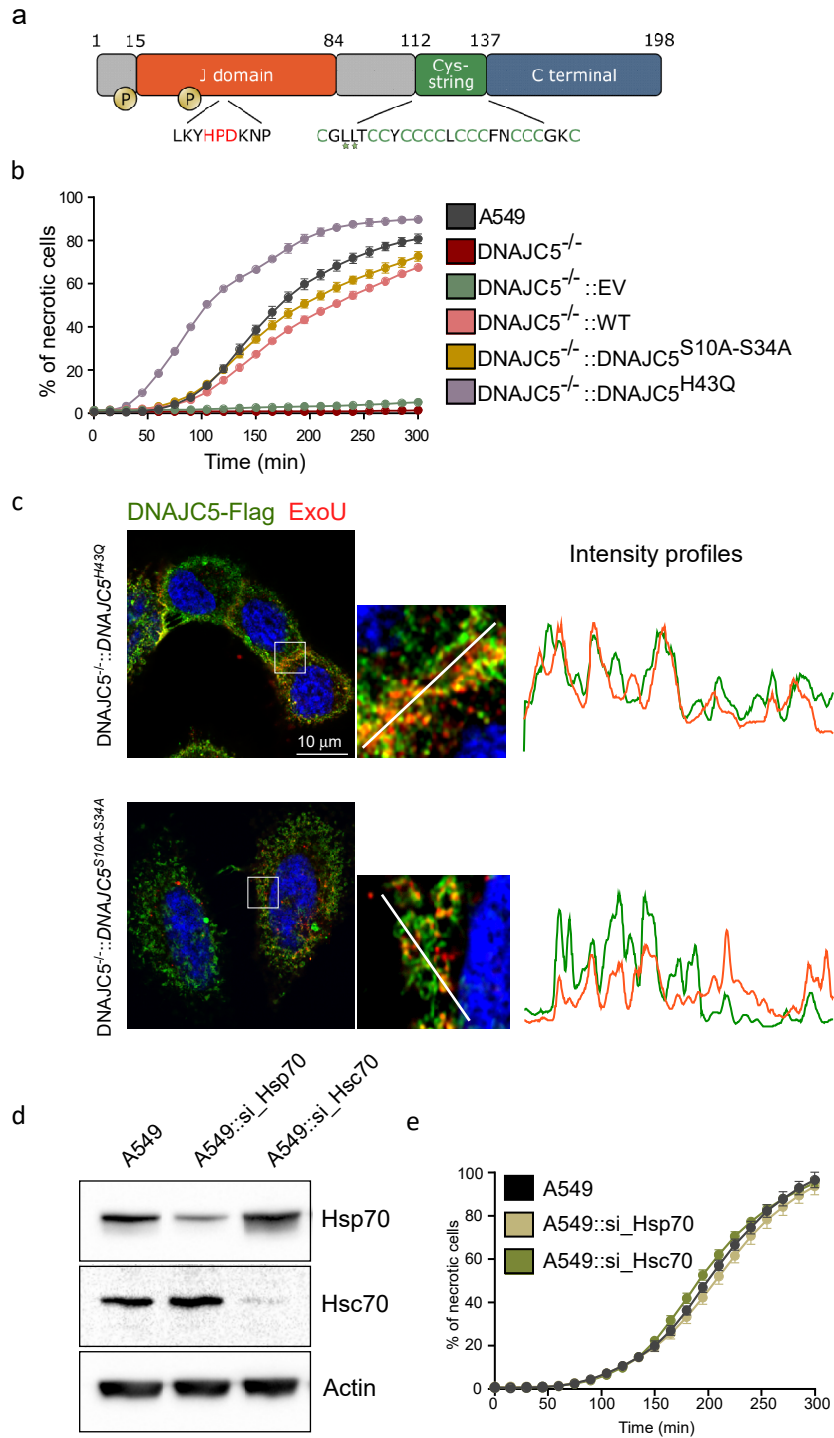 a
1 15 84 112 137 198
J domain
Cys-
string
C terminal
P P
LKYHPDKNP CGLLTCCYCCCCLCCCFNCCCGKC
b
100
80
60
40
20
0
% of necrotic cells
0 50 100 150 200 250 300
Time (min)
A549
DNAJC5-/-
DNAJC5-/- ::EV
DNAJC5-/- ::WT
DNAJC5-/- ::DNAJC5S10A-S34A
DNAJC5-/- ::DNAJC5H43Q
c
DNAJC5-Flag ExoU
Intensity profiles
DNAJC5-/-::DNAJC5H43Q
10 μm
DNAJC5-/-::DNAJC5S10A-S34A
d
A549
A549::si_Hsp70
A549::si_Hsc70
Hsp70
Hsc70
Actin
e
100
80
60
40
20
0
% of necrotic cells
0 50 100 150 200 250 300
Time (min)
A549
A549::si_Hsp70
A549::si_Hsc70